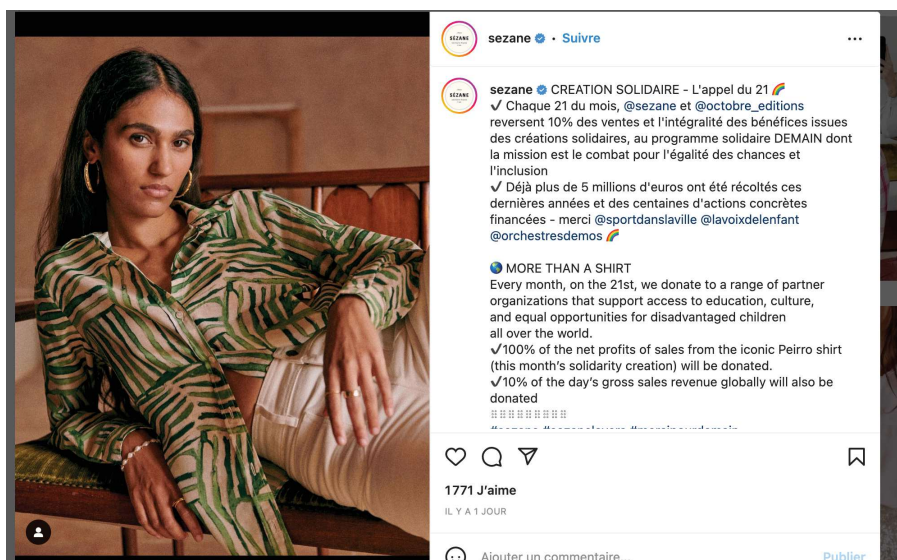 SÉZANE
sezane · Suivre
SÉZANE
sezane CREATION SOLIDAIRE - L'appel du 21 🌈
✓ Chaque 21 du mois, @sezane et @octobre_editions
reversent 10% des ventes et l'intégralité des bénéfices issues
des créations solidaires, au programme solidaire DEMAIN dont
la mission est le combat pour l'égalité des chances et
l'inclusion
✓ Déjà plus de 5 millions d'euros ont été récoltés ces
dernières années et des centaines d'actions concrètes
financées - merci @sportdanslaville @lavoixdelenfant
@orchestresdemos 🌈
🌎 MORE THAN A SHIRT
Every month, on the 21st, we donate to a range of partner
organizations that support access to education, culture,
and equal opportunities for disadvantaged children
all over the world.
✓100% of the net profits of sales from the iconic Peirro shirt
(this month's solidarity creation) will be donated.
✓10% of the day's gross sales revenue globally will also be
donated
1771 J'aime
IL Y A 1 JOUR
Ajouter un commentaire...
Publier